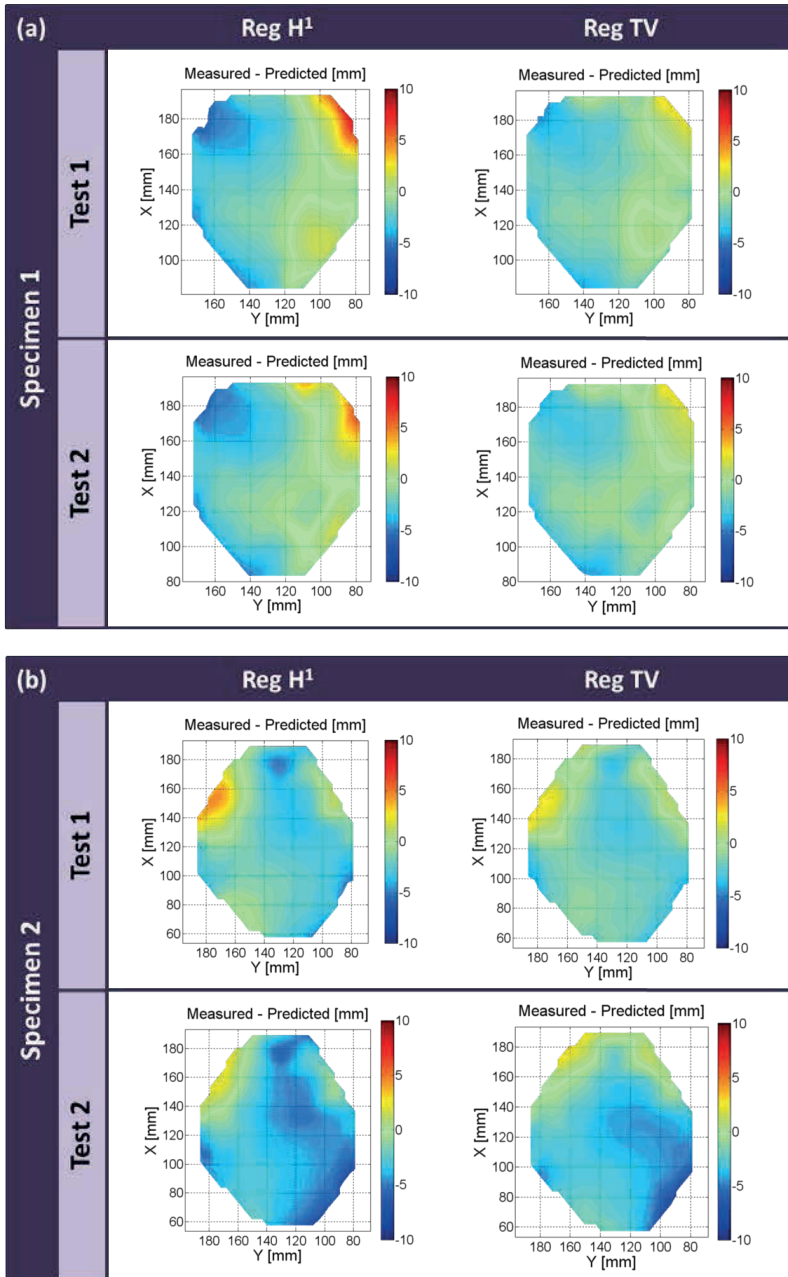 (a) Reg H¹ Reg TV
Specimen 1
Test 1
Measured - Predicted [mm]
X [mm]
180
160
140
120
100
160 140 120 100 80
Y [mm]
10
5
0
-5
-10
Measured - Predicted [mm]
X [mm]
180
160
140
120
100
160 140 120 100 80
Y [mm]
10
5
0
-5
-10
Test 2
Measured - Predicted [mm]
X [mm]
180
160
140
120
100
80
160 140 120 100 80
Y [mm]
10
5
0
-5
-10
Measured - Predicted [mm]
X [mm]
180
160
140
120
100
80
160 140 120 100 80
Y [mm]
10
5
0
-5
-10
(b) Reg H¹ Reg TV
Specimen 2
Test 1
Measured - Predicted [mm]
X [mm]
180
160
140
120
100
80
60
180 160 140 120 100 80
Y [mm]
10
5
0
-5
-10
Measured - Predicted [mm]
X [mm]
180
160
140
120
100
80
60
180 160 140 120 100 80
Y [mm]
10
5
0
-5
-10
Test 2
Measured - Predicted [mm]
X [mm]
180
160
140
120
100
80
60
180 160 140 120 100 80
Y [mm]
10
5
0
-5
-10
Measured - Predicted [mm]
X [mm]
180
160
140
120
100
80
60
180 160 140 120 100 80
Y [mm]
10
5
0
-5
-10